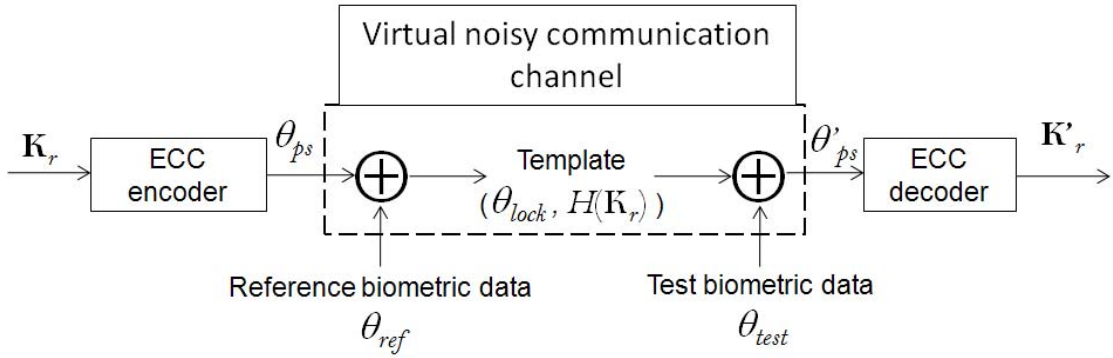 Virtual noisy communication
channel
K_r
ECC
encoder
θ_ps
Template
(θ_lock, H(K_r))
θ'_ps
ECC
decoder
K'_r
Reference biometric data
θ_ref
Test biometric data
θ_test